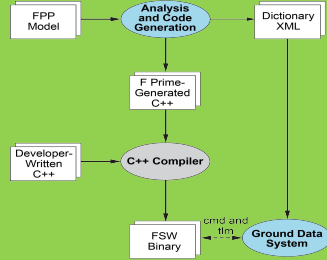 FPP
Model
Analysis
and Code
Generation
Dictionary
XML
F Prime-
Generated
C++
Developer-
Written
C++
C++ Compiler
FSW
Binary
cmd and
tlm
Ground Data
System